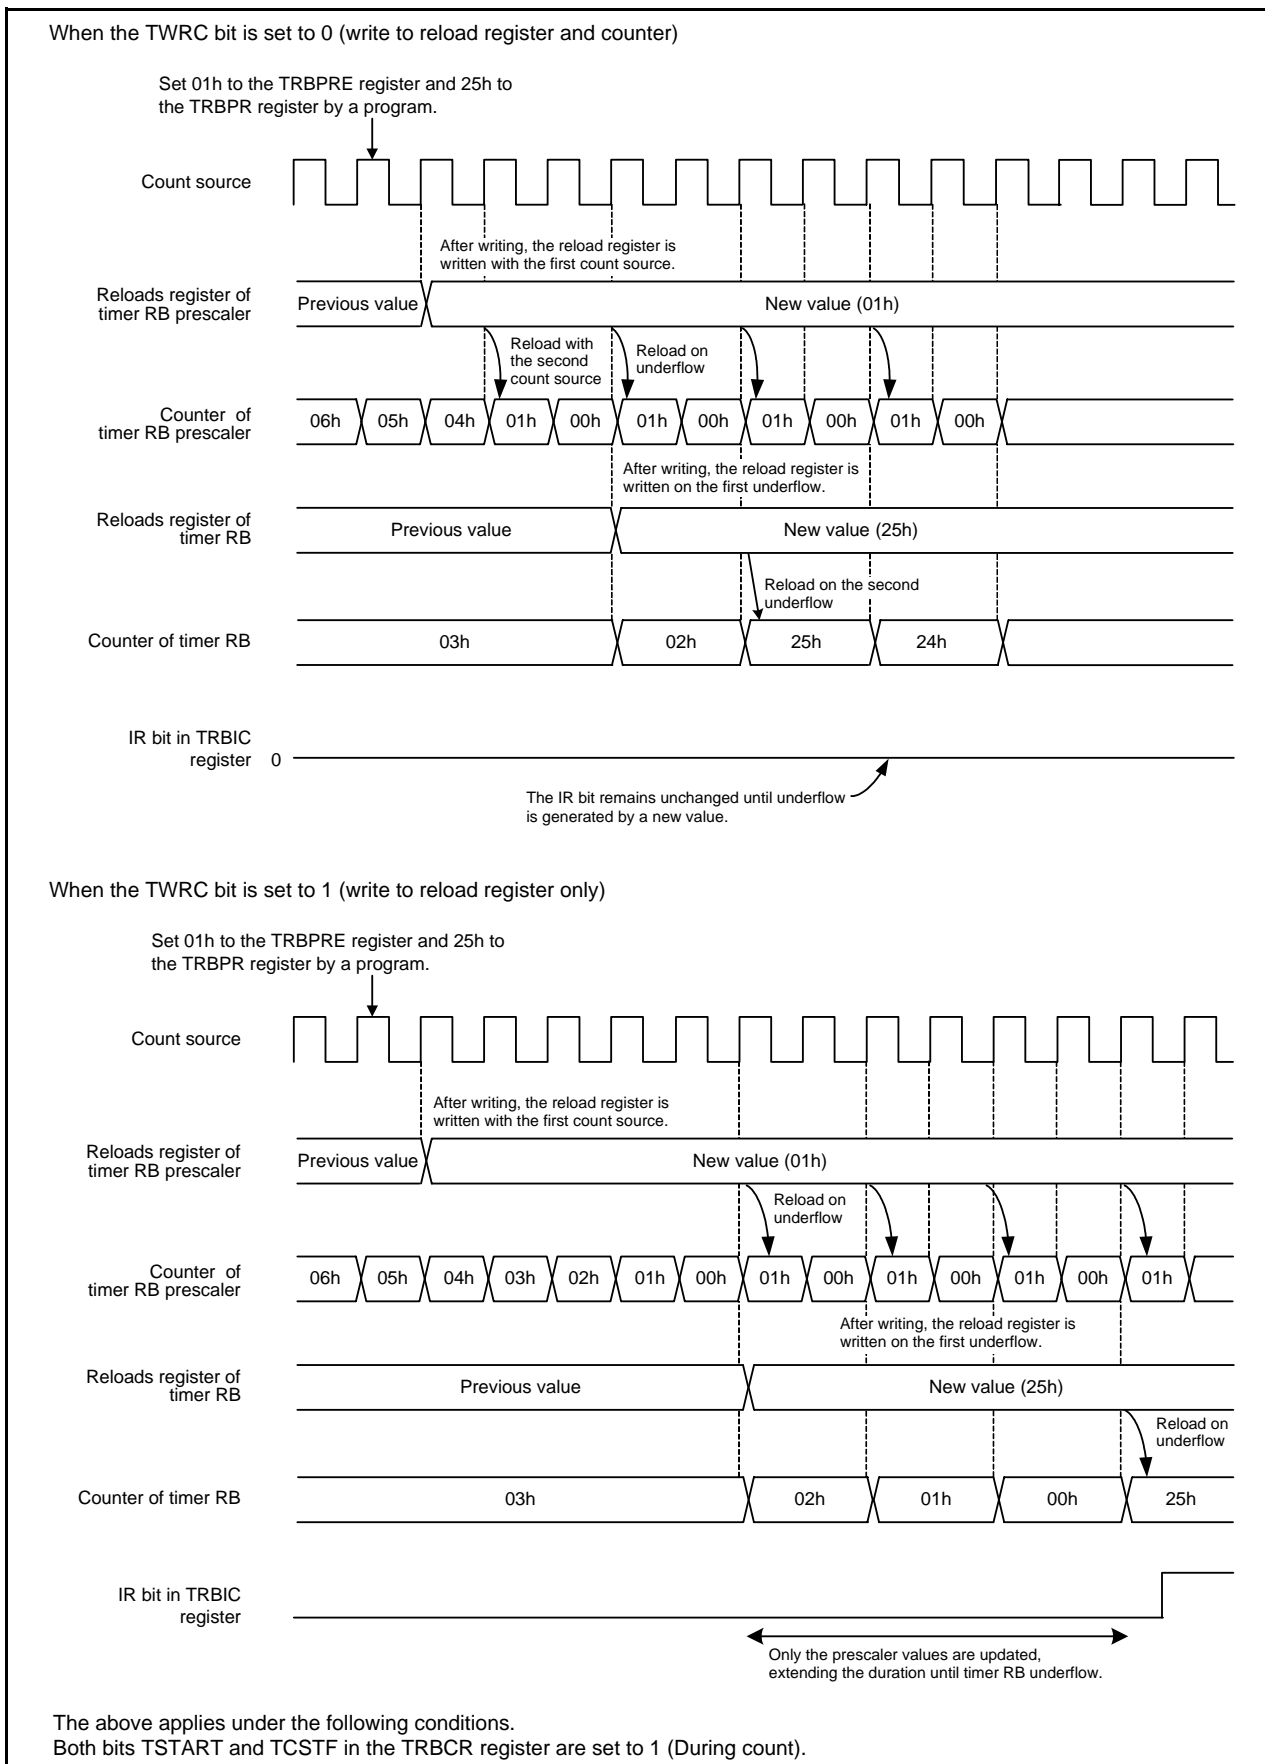 When the TWRC bit is set to 0 (write to reload register and counter)
Set 01h to the TRBPRE register and 25h to
the TRBPR register by a program.
Count source
After writing, the reload register is
written with the first count source.
Reloads register of
timer RB prescaler
Previous value
New value (01h)
Reload with
the second
count source
Reload on
underflow
Counter of
timer RB prescaler
06h 05h 04h 01h 00h 01h 00h 01h 00h 01h 00h
After writing, the reload register is
written on the first underflow.
Reloads register of
timer RB
Previous value
New value (25h)
Reload on the second
underflow
Counter of timer RB
03h 02h 25h 24h
IR bit in TRBIC
register 0
The IR bit remains unchanged until underflow
is generated by a new value.
When the TWRC bit is set to 1 (write to reload register only)
Set 01h to the TRBPRE register and 25h to
the TRBPR register by a program.
Count source
After writing, the reload register is
written with the first count source.
Reloads register of
timer RB prescaler
Previous value
New value (01h)
Reload on
underflow
Counter of
timer RB prescaler
06h 05h 04h 03h 02h 01h 00h 01h 00h 01h 00h 01h 00h 01h
After writing, the reload register is
written on the first underflow.
Reloads register of
timer RB
Previous value
New value (25h)
Reload on
underflow
Counter of timer RB
03h 02h 01h 00h 25h
IR bit in TRBIC
register
Only the prescaler values are updated,
extending the duration until timer RB underflow.
The above applies under the following conditions.
Both bits TSTART and TCSTF in the TRBCR register are set to 1 (During count).